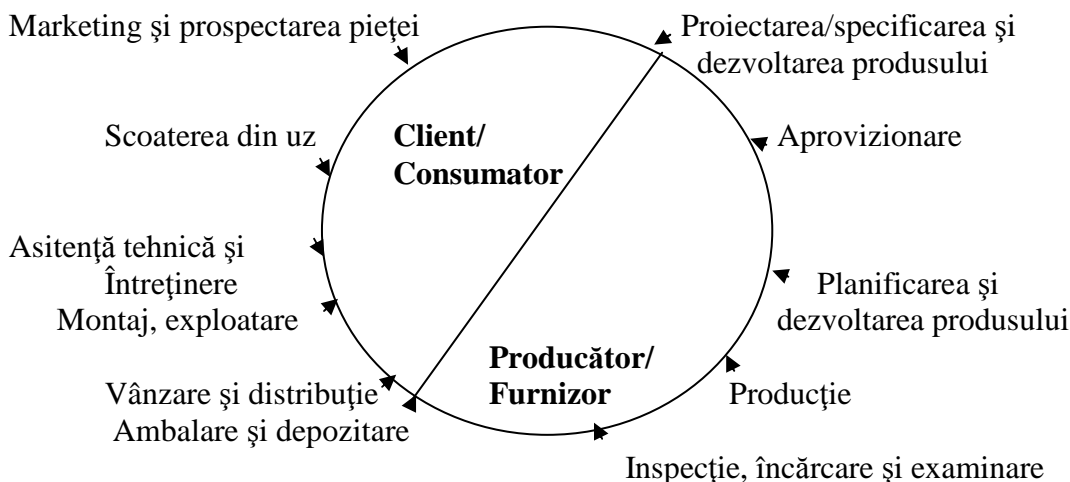 Marketing şi prospectarea pieţei
Proiectarea/specificarea şi
dezvoltarea produsului
Scoaterea din uz
Client/
Consumator
Aprovizionare
Asitenţă tehnică şi
Întreţinere
Montaj, exploatare
Planificarea şi
dezvoltarea produsului
Producător/
Furnizor
Vânzare şi distribuţie
Ambalare şi depozitare
Producţie
Inspecţie, încărcare şi examinare